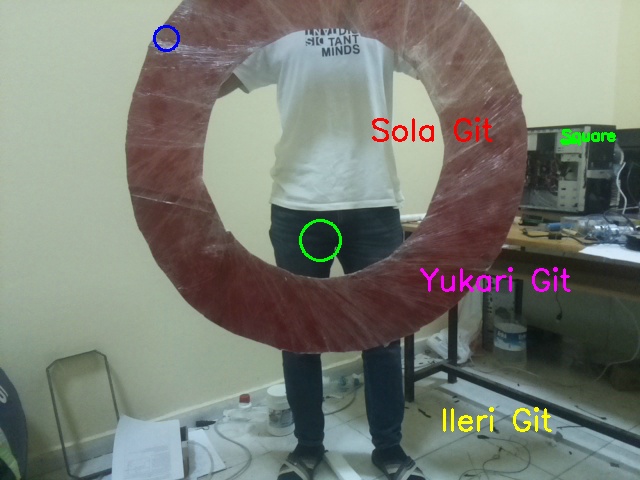 TANT
MINDS
Sola Git
Square
Yukari Git
Ileri Git